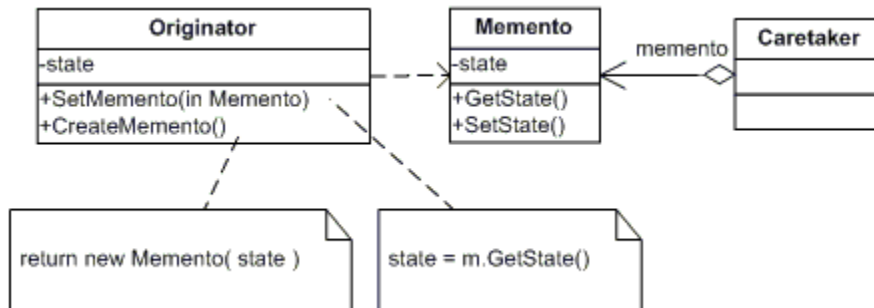 Originator
-state
+SetMemento(in Memento)
+CreateMemento()
Memento
-state
+GetState()
+SetState()
memento
Caretaker
return new Memento( state )
state = m.GetState()